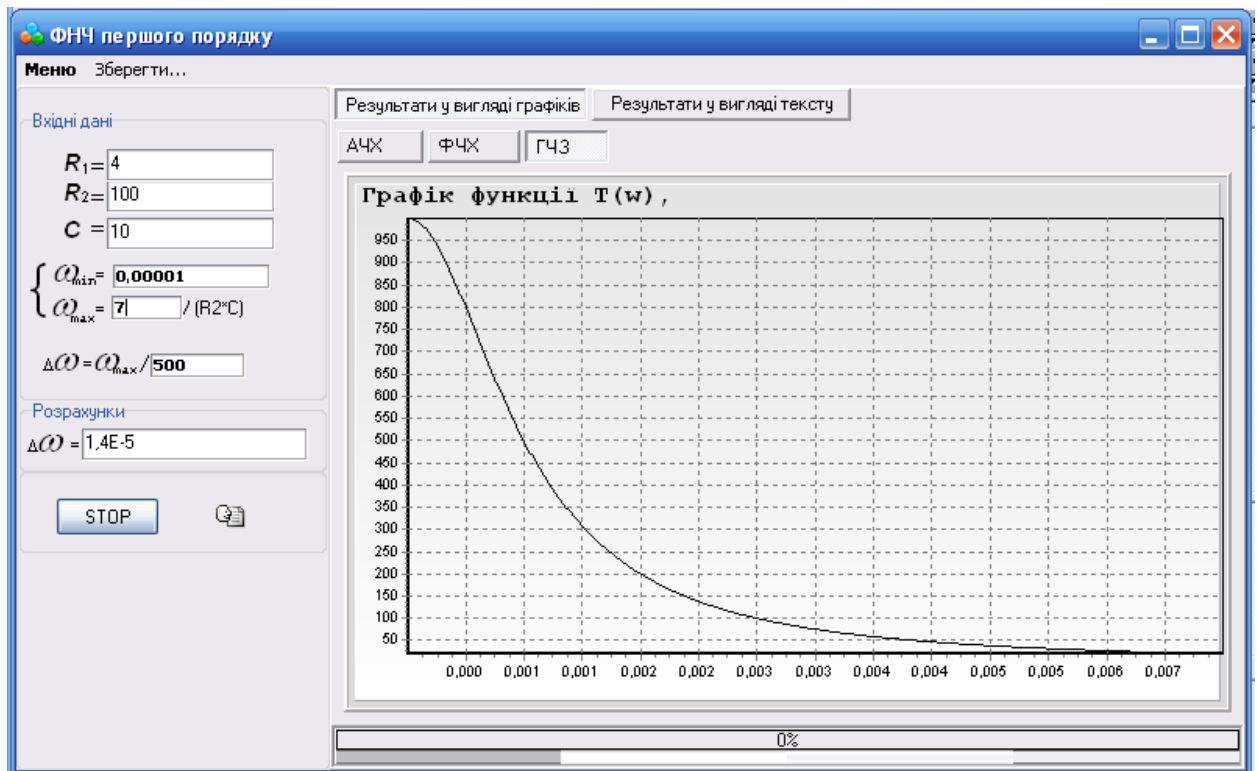 ФНЧ першого порядку
Меню Зберегти...
Вхідні дані
R1= 4
R2= 100
C = 10
ωmin= 0,00001
ωmax= 7 / (R2*C)
Δω=ωmax/ 500
Розрахунки
Δω = 1,4E-5
STOP
Результати у вигляді графіків Результати у вигляді тексту
АЧХ ФЧХ ГЧЗ
Графік функції T(w),
950
900
850
800
750
700
650
600
550
500
450
400
350
300
250
200
150
100
50
0,000 0,001 0,001 0,002 0,002 0,003 0,003 0,004 0,004 0,005 0,005 0,006 0,007
0%